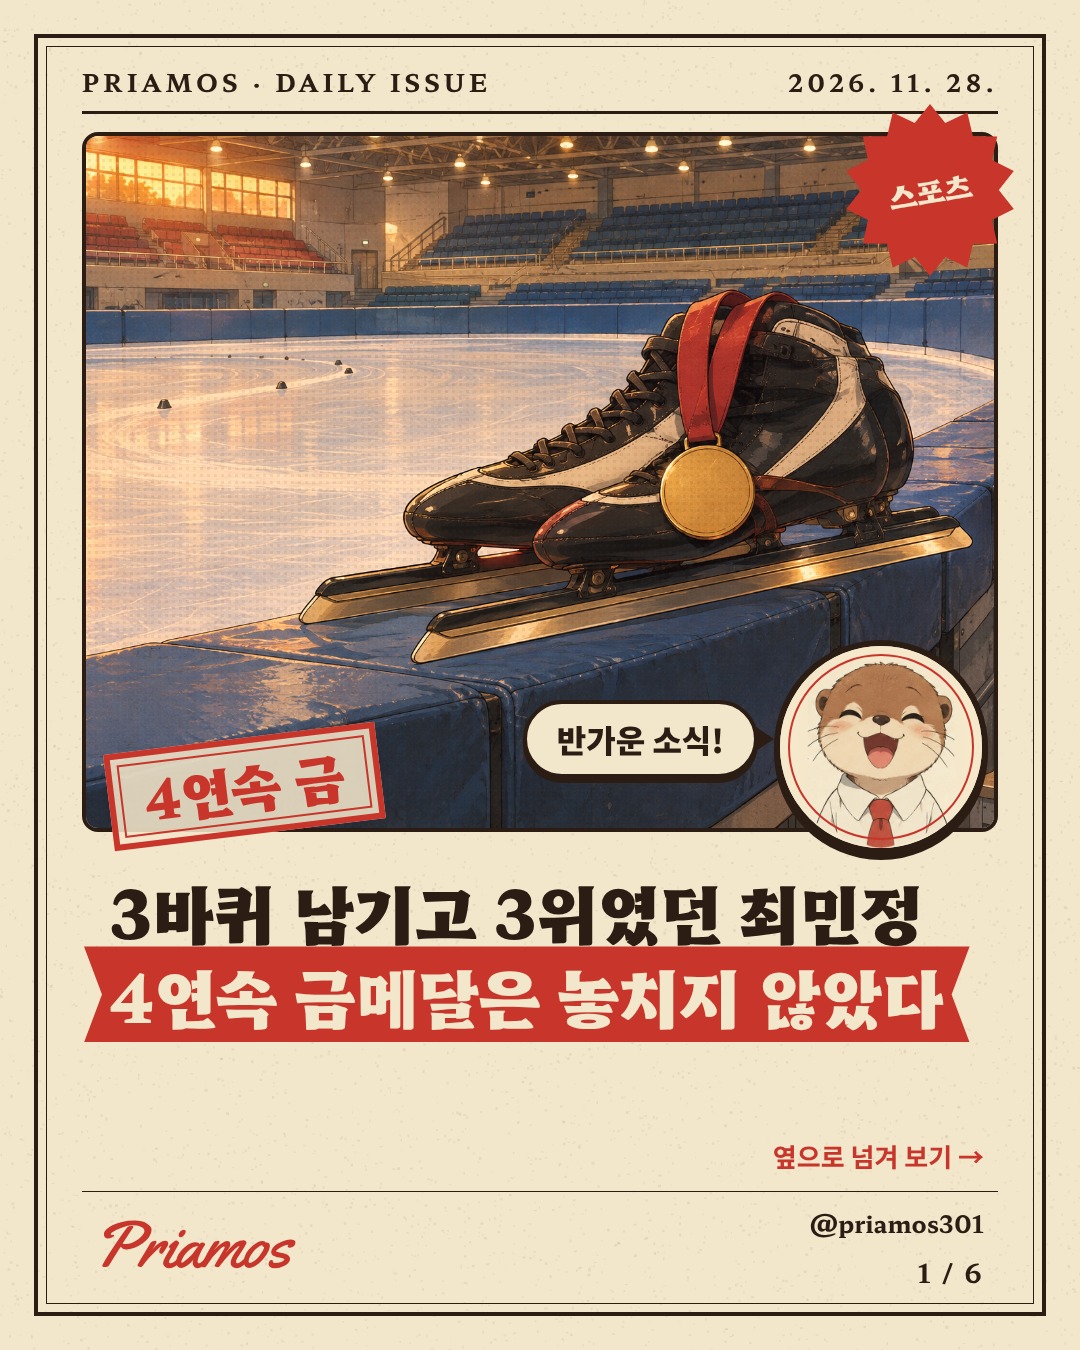 PRIAMOS · DAILY ISSUE
2026. 11. 28.
스포츠
반가운 소식!
4연속 금
3바퀴 남기고 3위였던 최민정
4연속 금메달은 놓치지 않았다
옆으로 넘겨 보기 →
Priamos
@priamos301
1 / 6